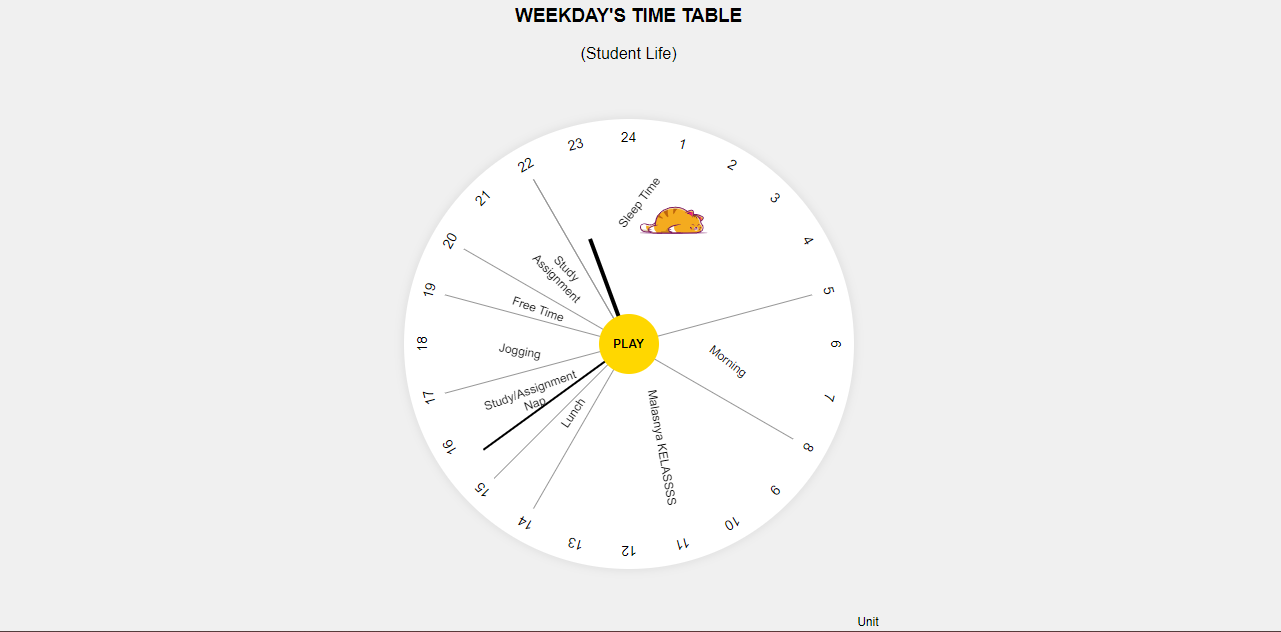 WEEKDAY'S TIME TABLE
(Student Life)
24
1
2
3
4
5
6
7
8
9
10
11
12
13
14
15
16
17
18
19
20
21
22
23
Sleep Time
Morning
Malasnya KELASSSS
Lunch
Study/Assignment
Nap
Jogging
Free Time
Study
Assignment
PLAY
Unit